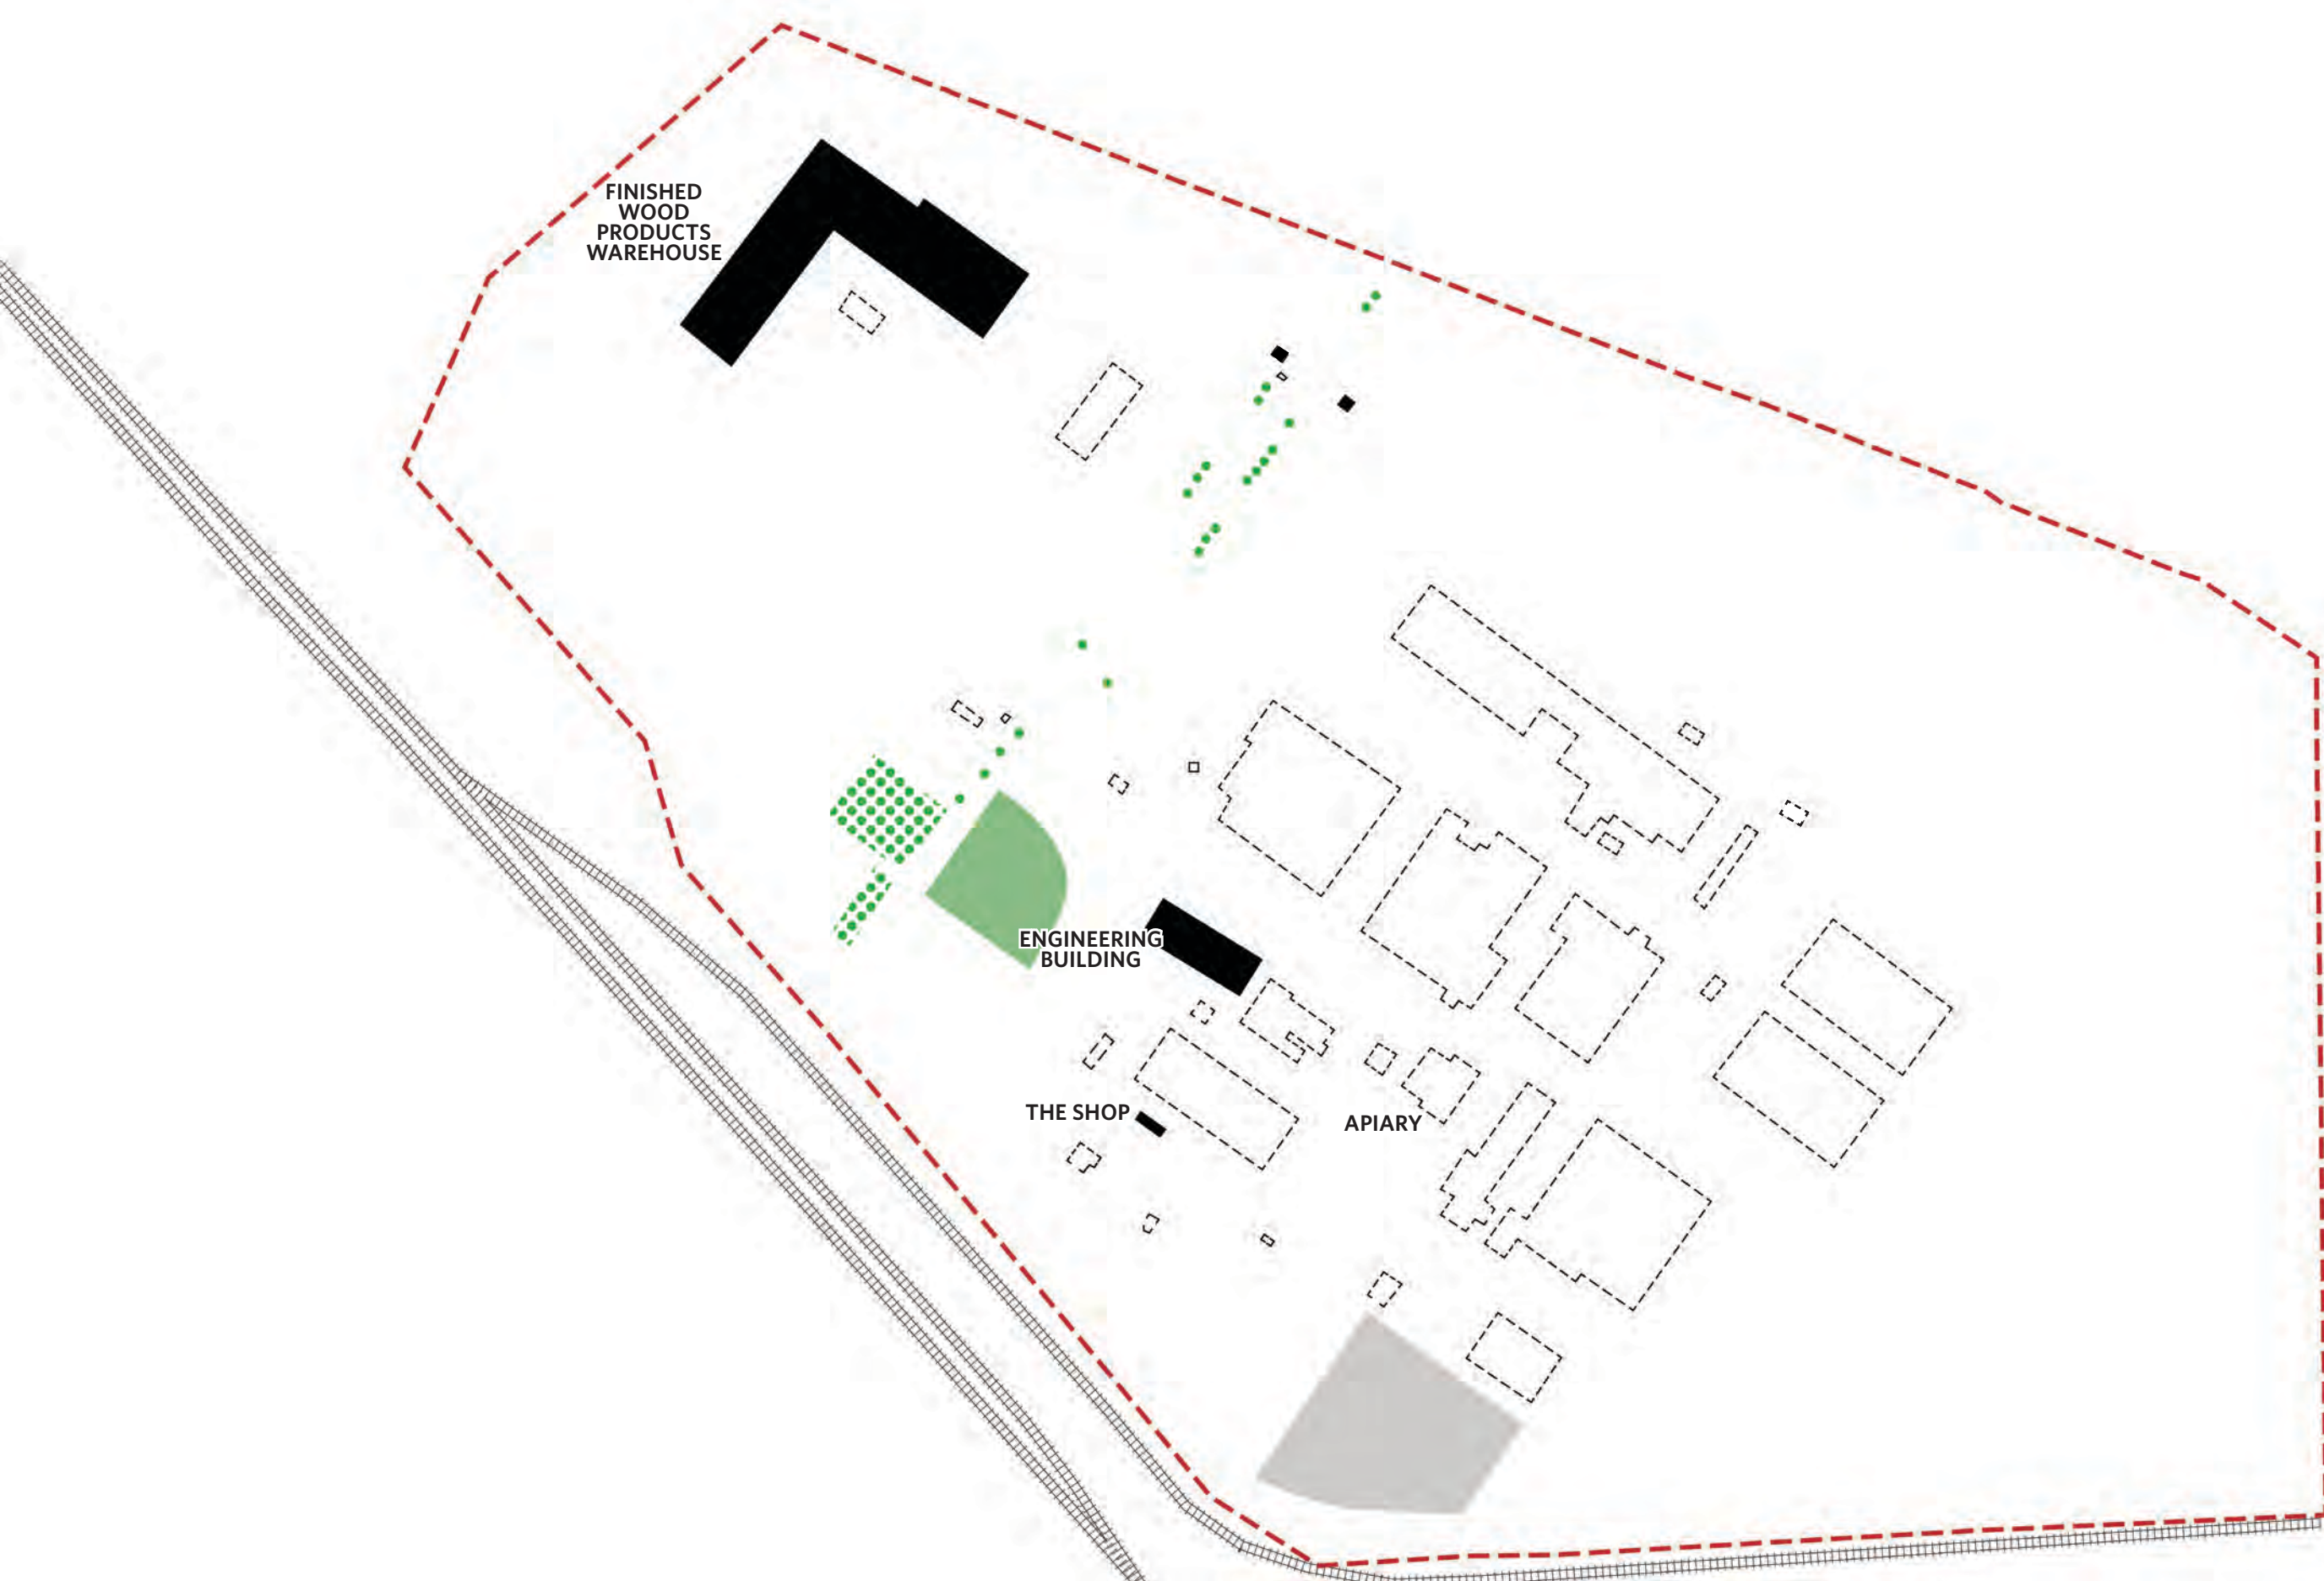 FINISHED
WOOD
PRODUCTS
WAREHOUSE
ENGINEERING
BUILDING
THE SHOP
APIARY